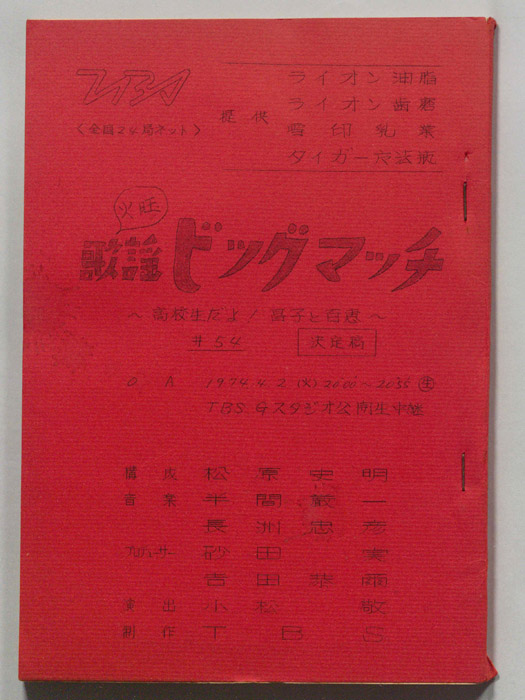 TBS
〈全国24局ネット〉
提供
ライオン油脂
ライオン歯磨
雪印乳業
タイガー魔法瓶
火曜
歌謡ビッグマッチ
〜高校生だよ!昌子と百恵〜
#54 決定稿
O A 1974.4.2(火)2000〜2055 生
TBS Gスタジオ公開生中継
構成 松原史明
音楽 半間巌一
長洲忠彦
プロデューサー 砂田実
吉田
演出 小松敬
制作 TBS